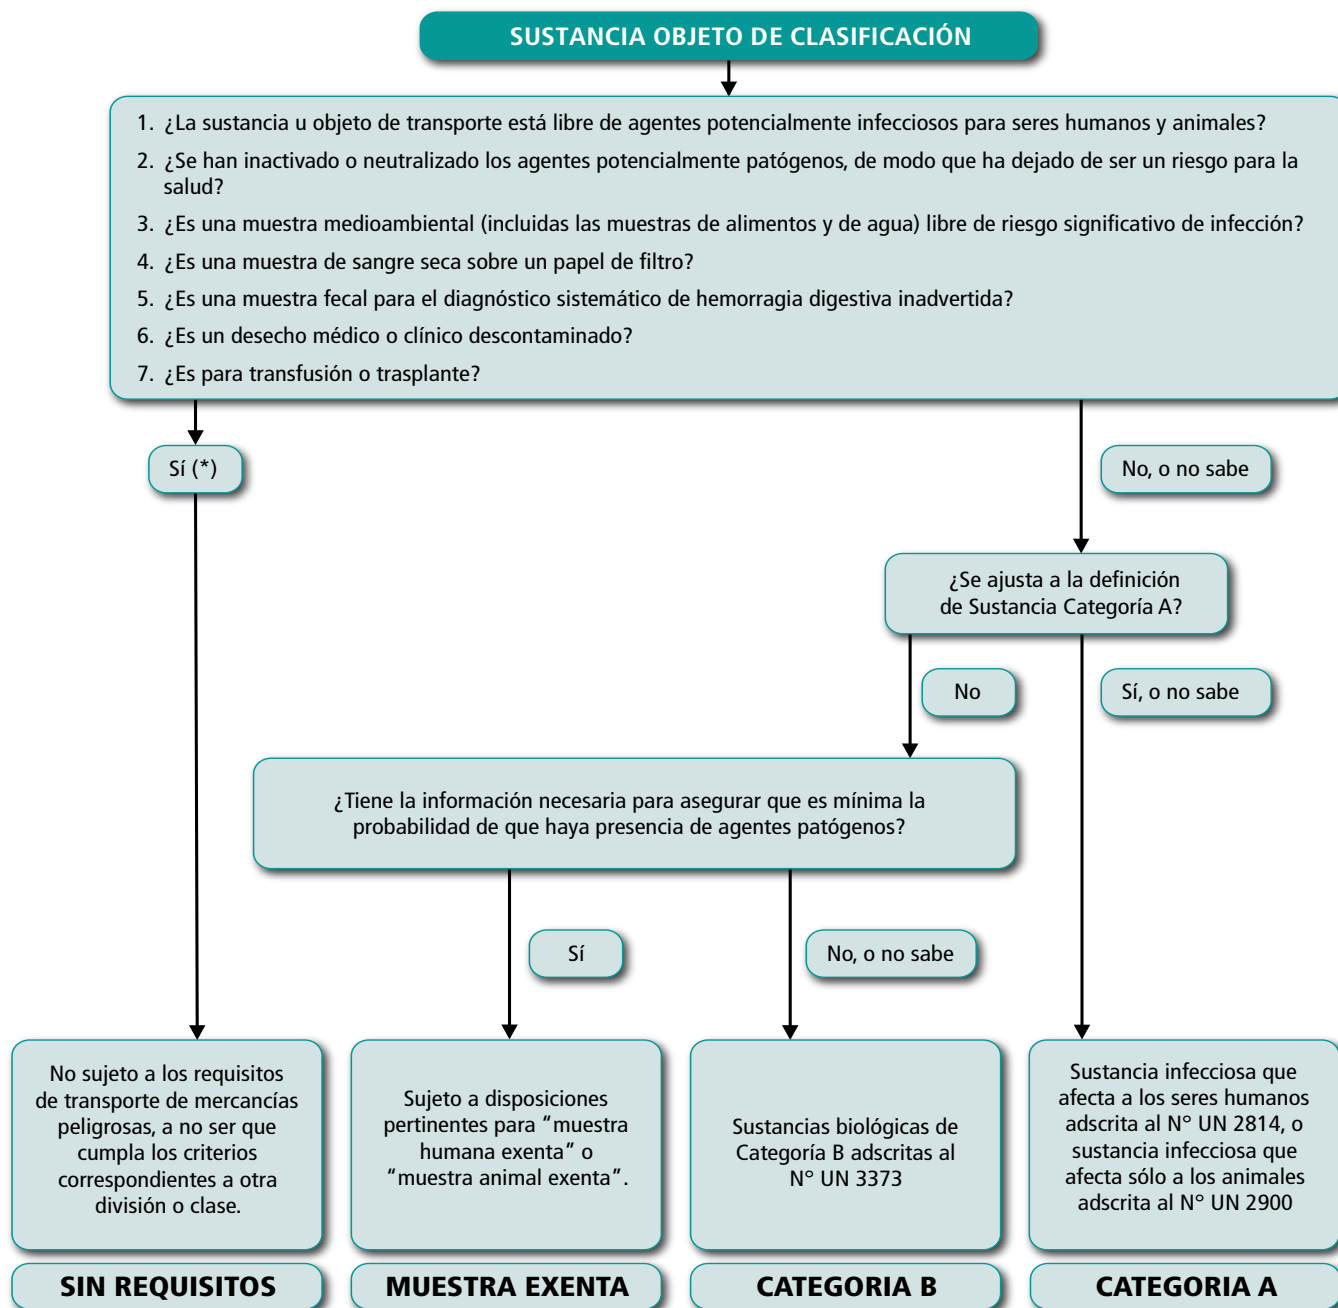 SUSTANCIA OBJETO DE CLASIFICACIÓN
1. ¿La sustancia u objeto de transporte está libre de agentes potencialmente infecciosos para seres humanos y animales?
2. ¿Se han inactivado o neutralizado los agentes potencialmente patógenos, de modo que ha dejado de ser un riesgo para la
salud?
3. ¿Es una muestra medioambiental (incluidas las muestras de alimentos y de agua) libre de riesgo significativo de infección?
4. ¿Es una muestra de sangre seca sobre un papel de filtro?
5. ¿Es una muestra fecal para el diagnóstico sistemático de hemorragia digestiva inadvertida?
6. ¿Es un desecho médico o clínico descontaminado?
7. ¿Es para transfusión o trasplante?
Sí (*)
No, o no sabe
¿Se ajusta a la definición
de Sustancia Categoría A?
No
Sí, o no sabe
¿Tiene la información necesaria para asegurar que es mínima la
probabilidad de que haya presencia de agentes patógenos?
Sí
No, o no sabe
No sujeto a los requisitos
de transporte de mercancías
peligrosas, a no ser que
cumpla los criterios
correspondientes a otra
división o clase.
Sujeto a disposiciones
pertinentes para "muestra
humana exenta" o
"muestra animal exenta".
Sustancias biológicas de
Categoría B adscritas al
N° UN 3373
Sustancia infecciosa que
afecta a los seres humanos
adscrita al N° UN 2814, o
sustancia infecciosa que
afecta sólo a los animales
adscrita al N° UN 2900
SIN REQUISITOS
MUESTRA EXENTA
CATEGORIA B
CATEGORIA A